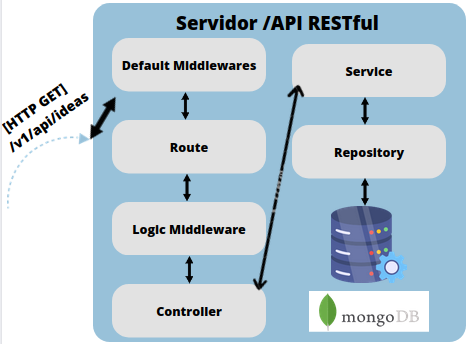 Servidor /API RESTful
[HTTP GET]
/v1/api/ideas
Default Middlewares
Route
Logic Middleware
Controller
Service
Repository
mongoDB